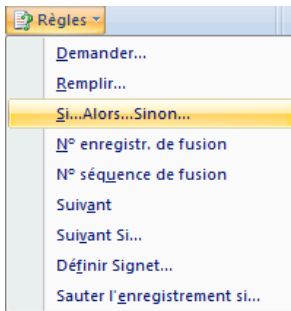 Règles
Demander...
Remplir...
Si...Alors...Sinon...
N° enregistr. de fusion
N° séquence de fusion
Suivant
Suivant Si...
Définir Signet...
Sauter l'enregistrement si...